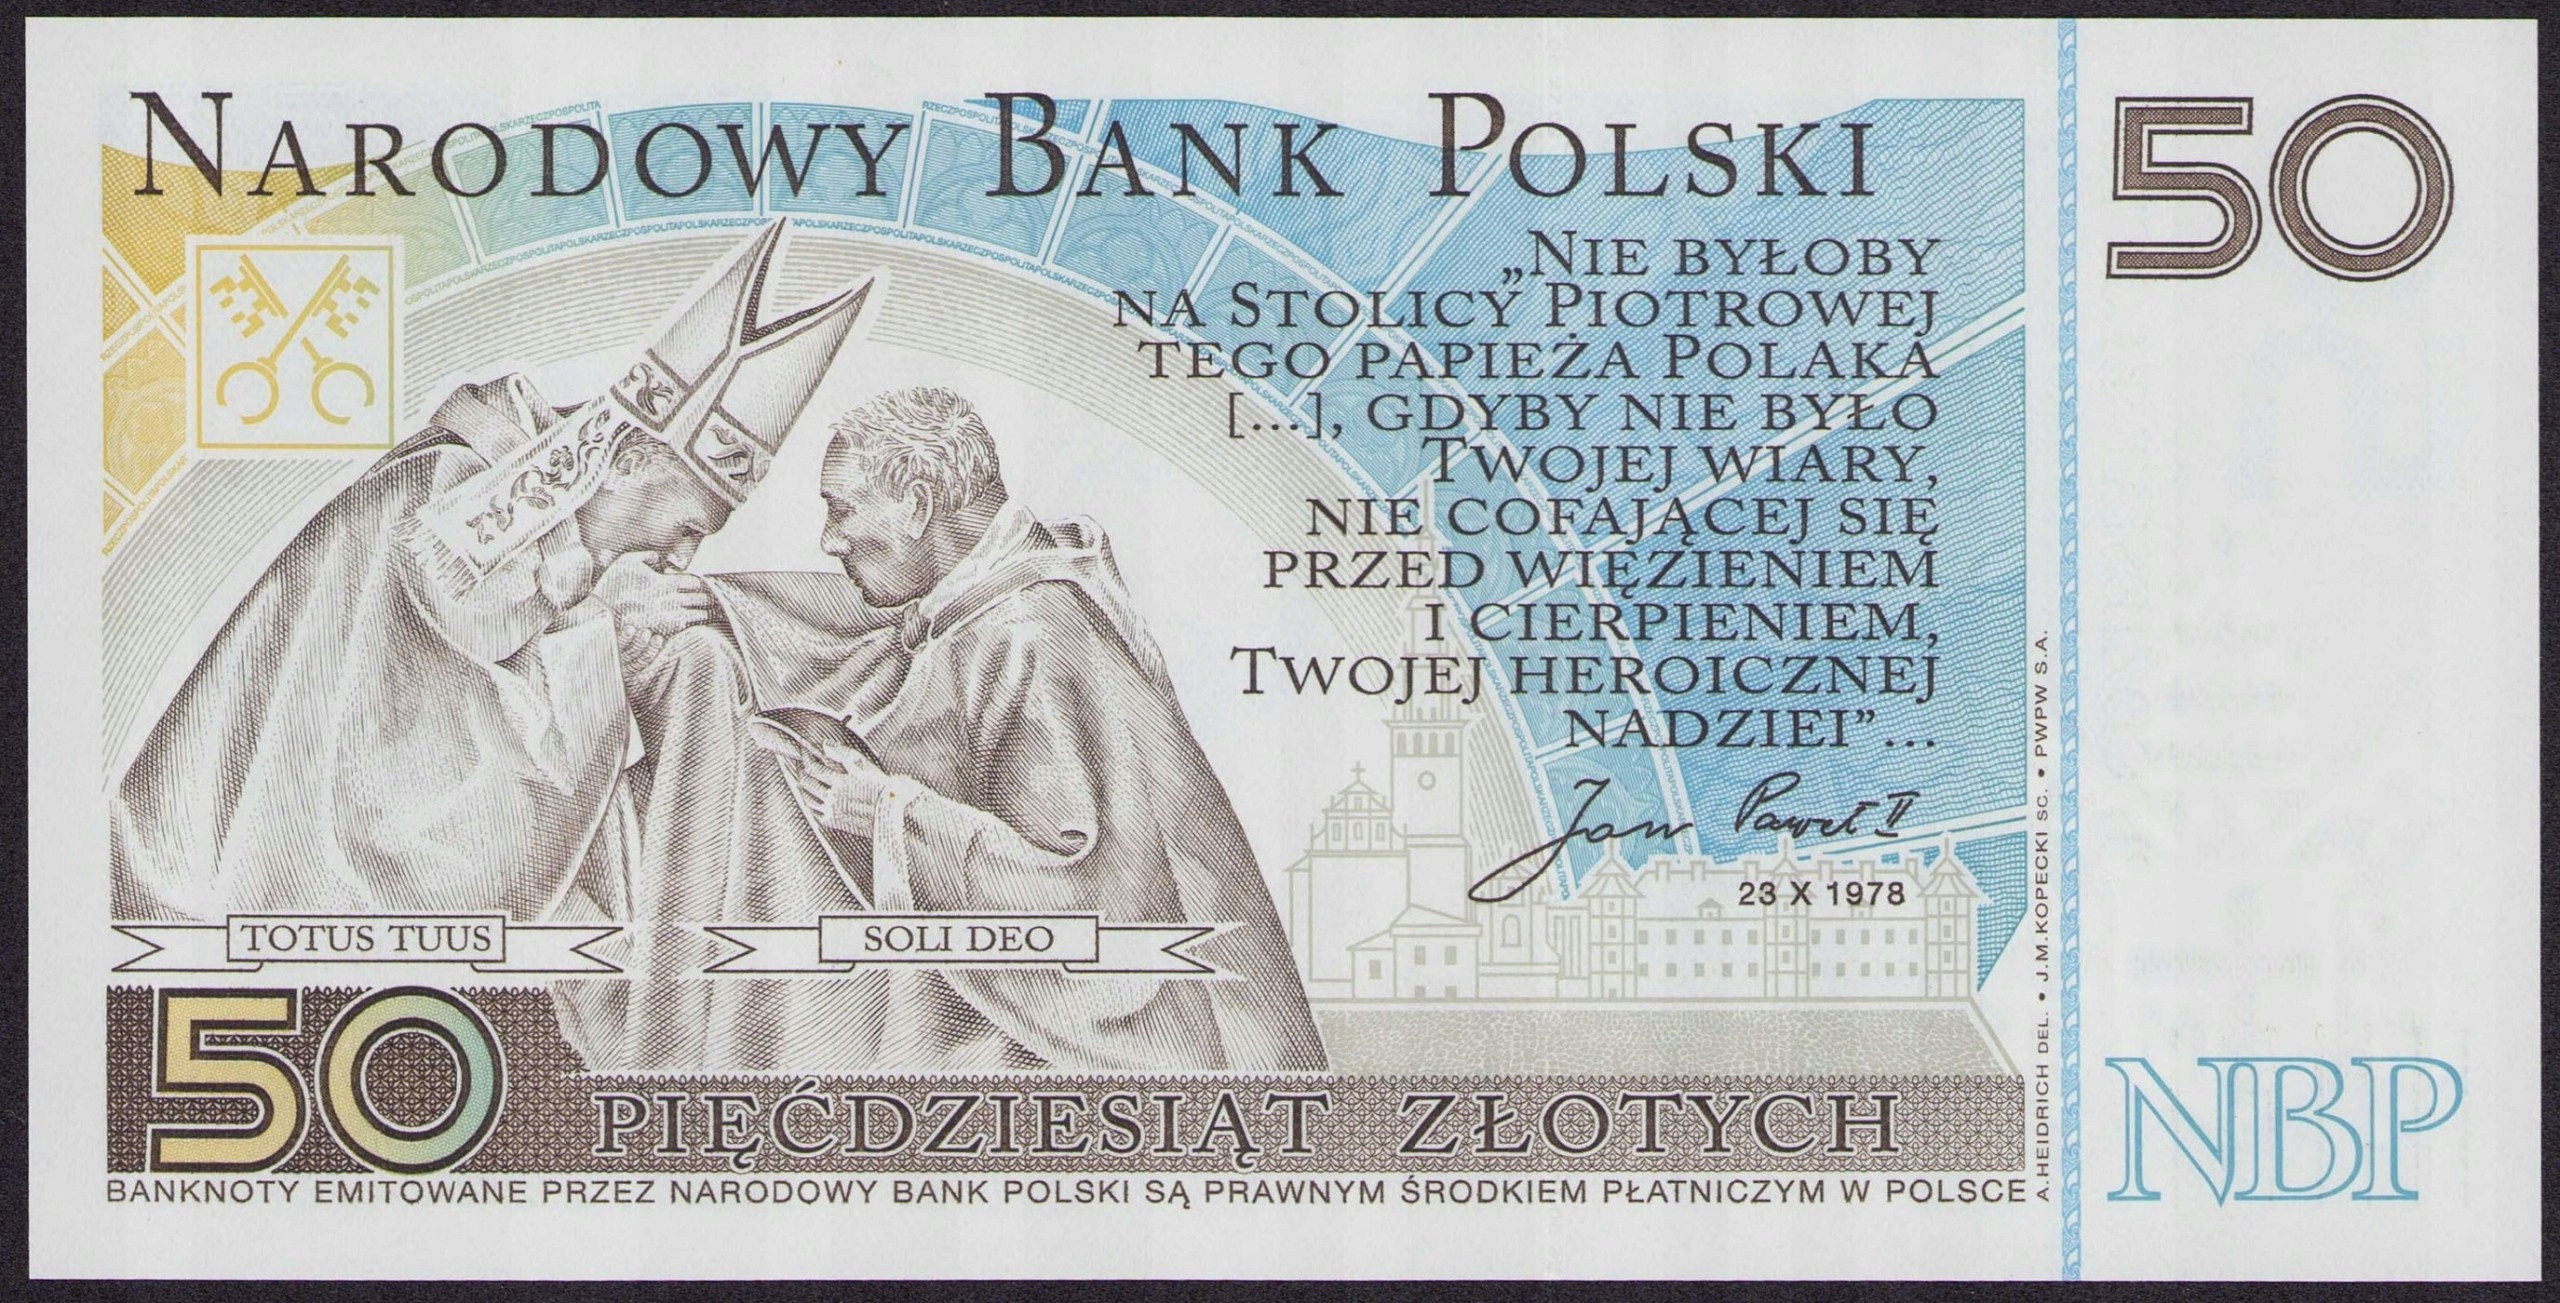 NARODOWY BANK POLSKI
50
„NIE BYŁOBY
NA STOLICY PIOTROWEJ
TEGO PAPIEŻA POLAKA
[...], GDYBY NIE BYŁO
TWOJEJ WIARY,
NIE COFAJĄCEJ SIĘ
PRZED WIĘZIENIEM
I CIERPIENIEM,
TWOJEJ HEROICZNEJ
NADZIEI”...
Jan Paweł II
23 X 1978
TOTUS TUUS
SOLI DEO
50
PIĘĆDZIESIĄT ZŁOTYCH
BANKNOTY EMITOWANE PRZEZ NARODOWY BANK POLSKI SĄ PRAWNYM ŚRODKIEM PŁATNICZYM W POLSCE
A.HEIDRICH DEL. • J.M.KOPECKI SC. • PWPW S.A.
NBP